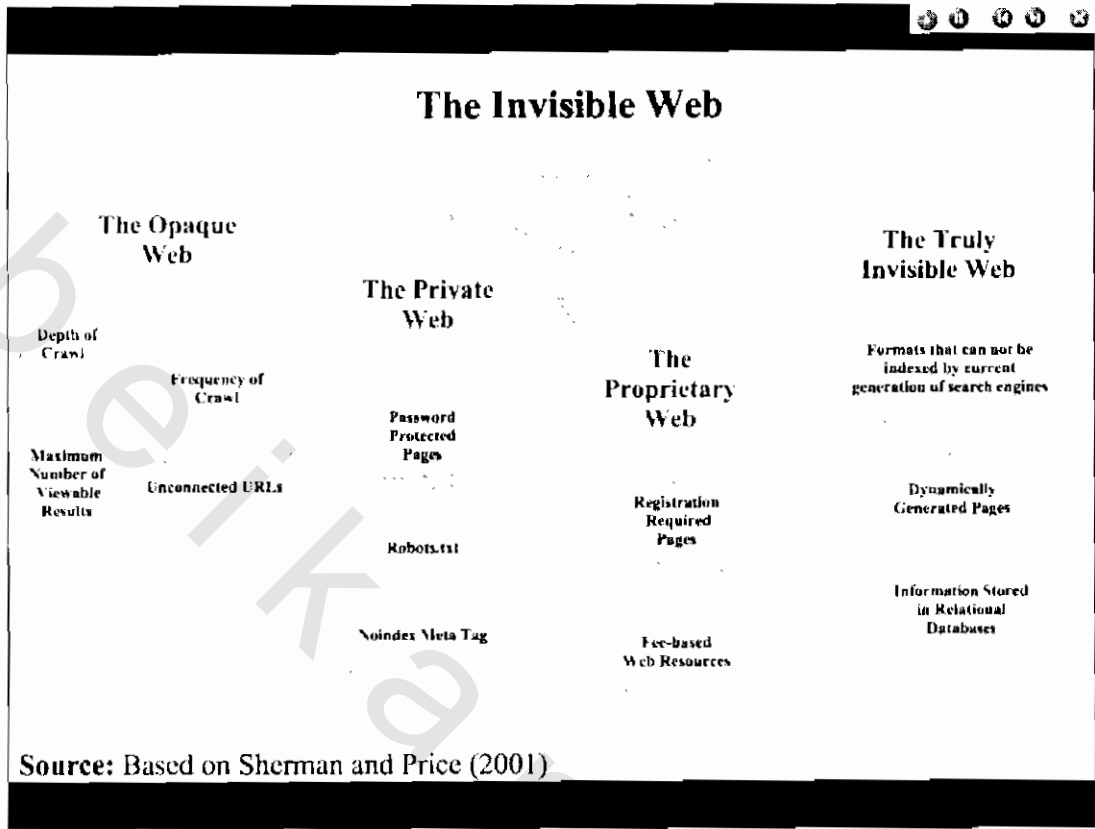 The Invisible Web
The Opaque
Web
Depth of
Crawl
Frequency of
Crawl
Maximum
Number of
Viewable
Results
Unconnected URLs
The Private
Web
Password
Protected
Pages
Robots.txt
Noindex Meta Tag
The
Proprietary
Web
Registration
Required
Pages
Fee-based
Web Resources
The Truly
Invisible Web
Formats that can not be
indexed by current
generation of search engines
Dynamically
Generated Pages
Information Stored
in Relational
Databases
Source: Based on Sherman and Price (2001)